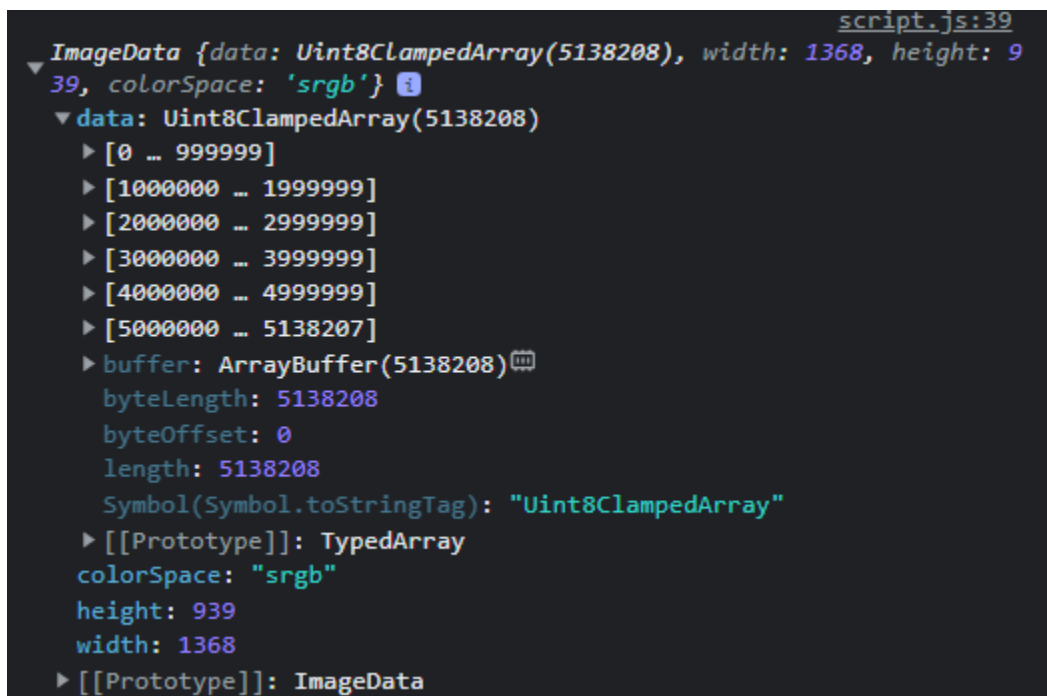 script.js:39
ImageData {data: Uint8ClampedArray(5138208), width: 1368, height: 9
39, colorSpace: 'srgb'} i
data: Uint8ClampedArray(5138208)
[0 … 999999]
[1000000 … 1999999]
[2000000 … 2999999]
[3000000 … 3999999]
[4000000 … 4999999]
[5000000 … 5138207]
buffer: ArrayBuffer(5138208)
byteLength: 5138208
byteOffset: 0
length: 5138208
Symbol(Symbol.toStringTag): "Uint8ClampedArray"
[[Prototype]]: TypedArray
colorSpace: "srgb"
height: 939
width: 1368
[[Prototype]]: ImageData